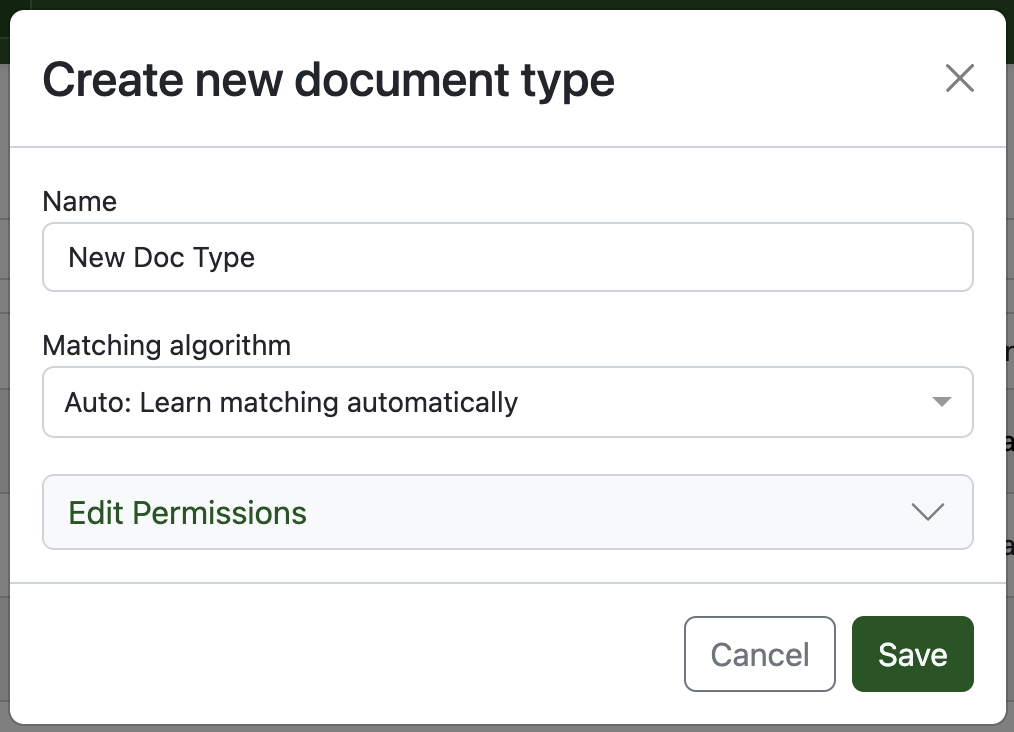 Create new document type
Name
New Doc Type
Matching algorithm
Auto: Learn matching automatically
Edit Permissions
Cancel
Save